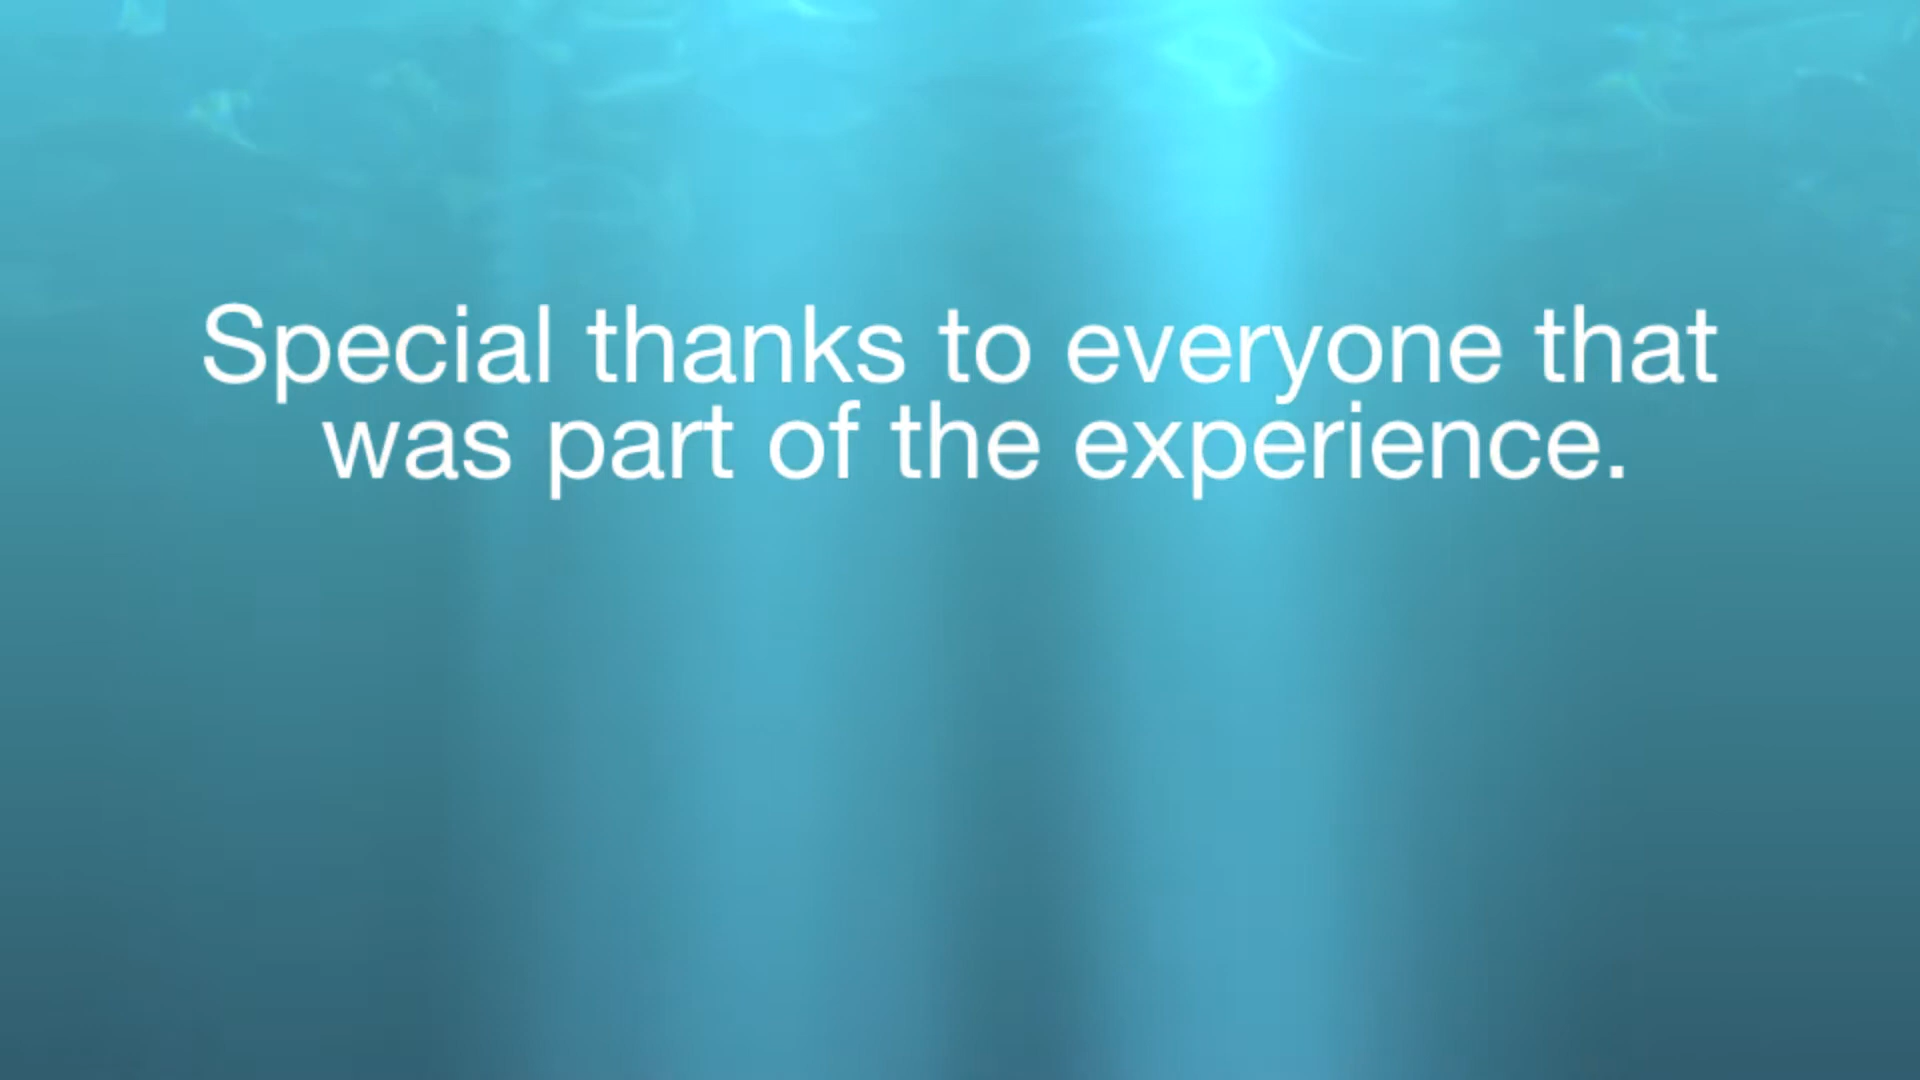 Special thanks to everyone that
was part of the experience.